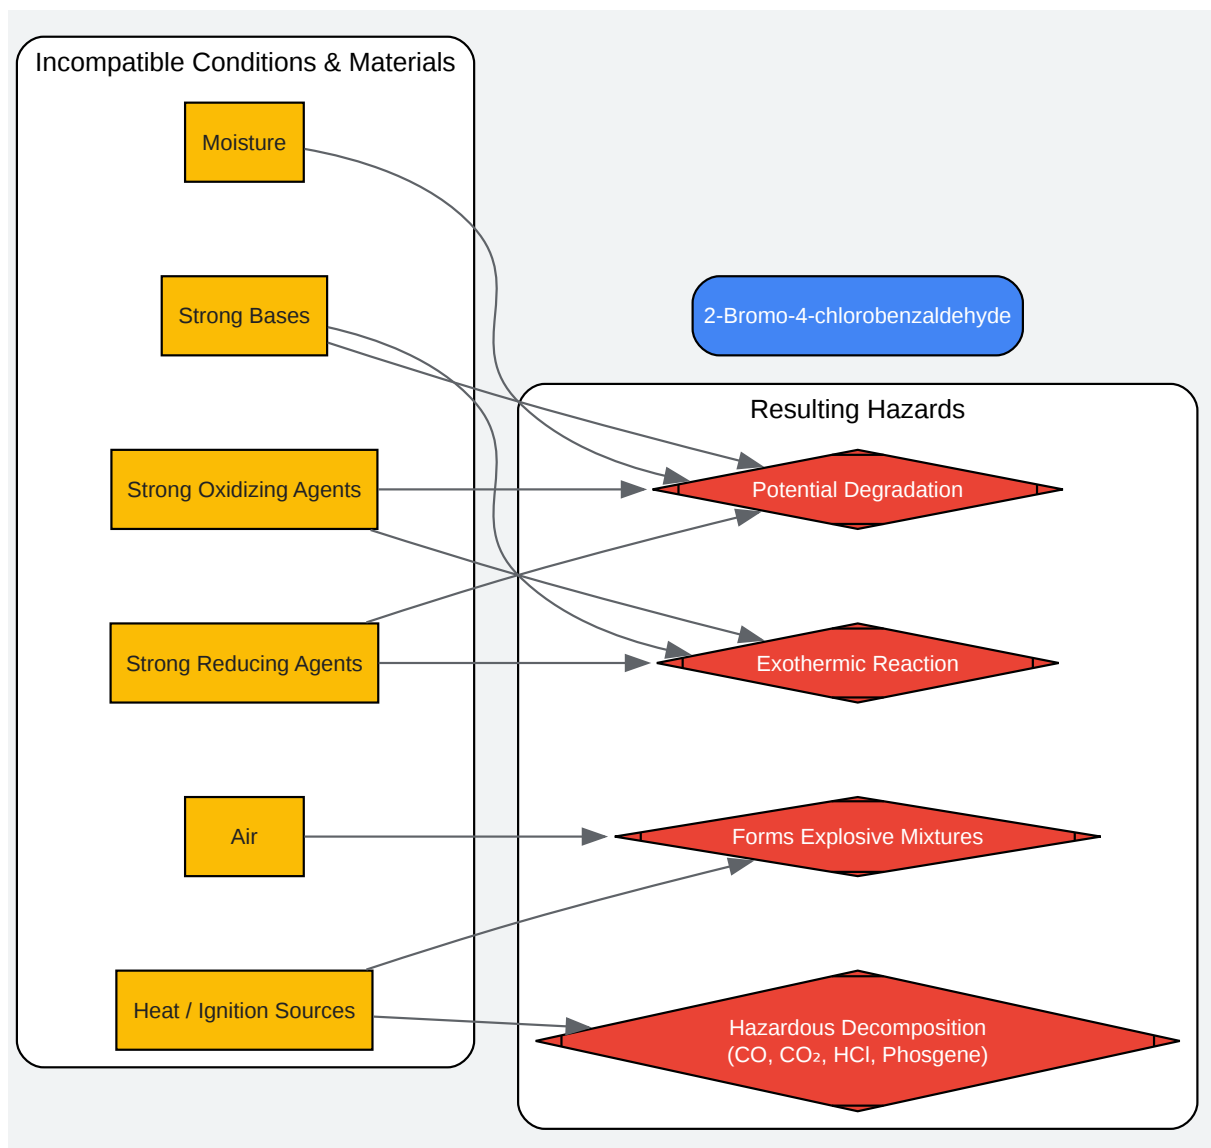 Incompatible Conditions & Materials
Moisture
Strong Bases
Strong Oxidizing Agents
Strong Reducing Agents
Air
Heat / Ignition Sources
2-Bromo-4-chlorobenzaldehyde
Resulting Hazards
Potential Degradation
Exothermic Reaction
Forms Explosive Mixtures
Hazardous Decomposition
(CO, CO₂, HCl, Phosgene)